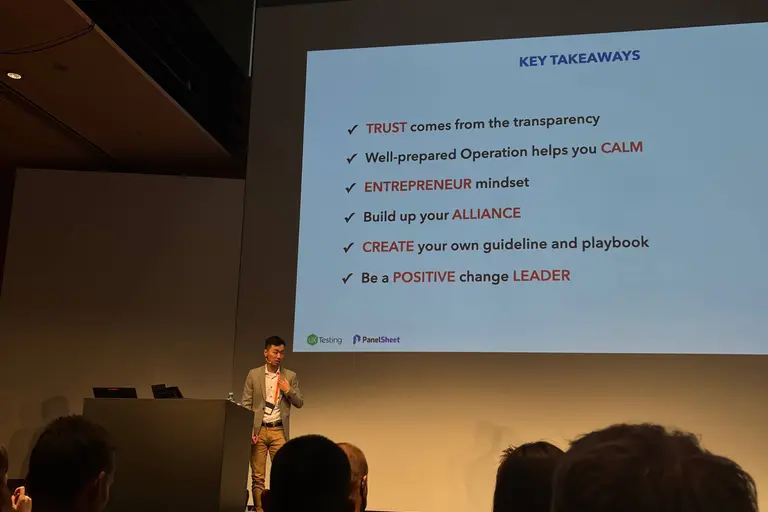 KEY TAKEAWAYS
✓ TRUST comes from the transparency
✓ Well-prepared Operation helps you CALM
✓ ENTREPRENEUR mindset
✓ Build up your ALLIANCE
✓ CREATE your own guideline and playbook
✓ Be a POSITIVE change LEADER
UXTesting PanelSheet